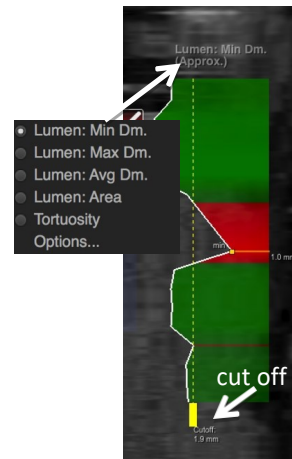 Lumen: Min Dm.
(Approx.)
Lumen: Min Dm.
Lumen: Max Dm.
Lumen: Avg Dm.
Lumen: Area
Tortuosity
Options...
min
1.0 mm
cut off
Cutoff:
1.9 mm